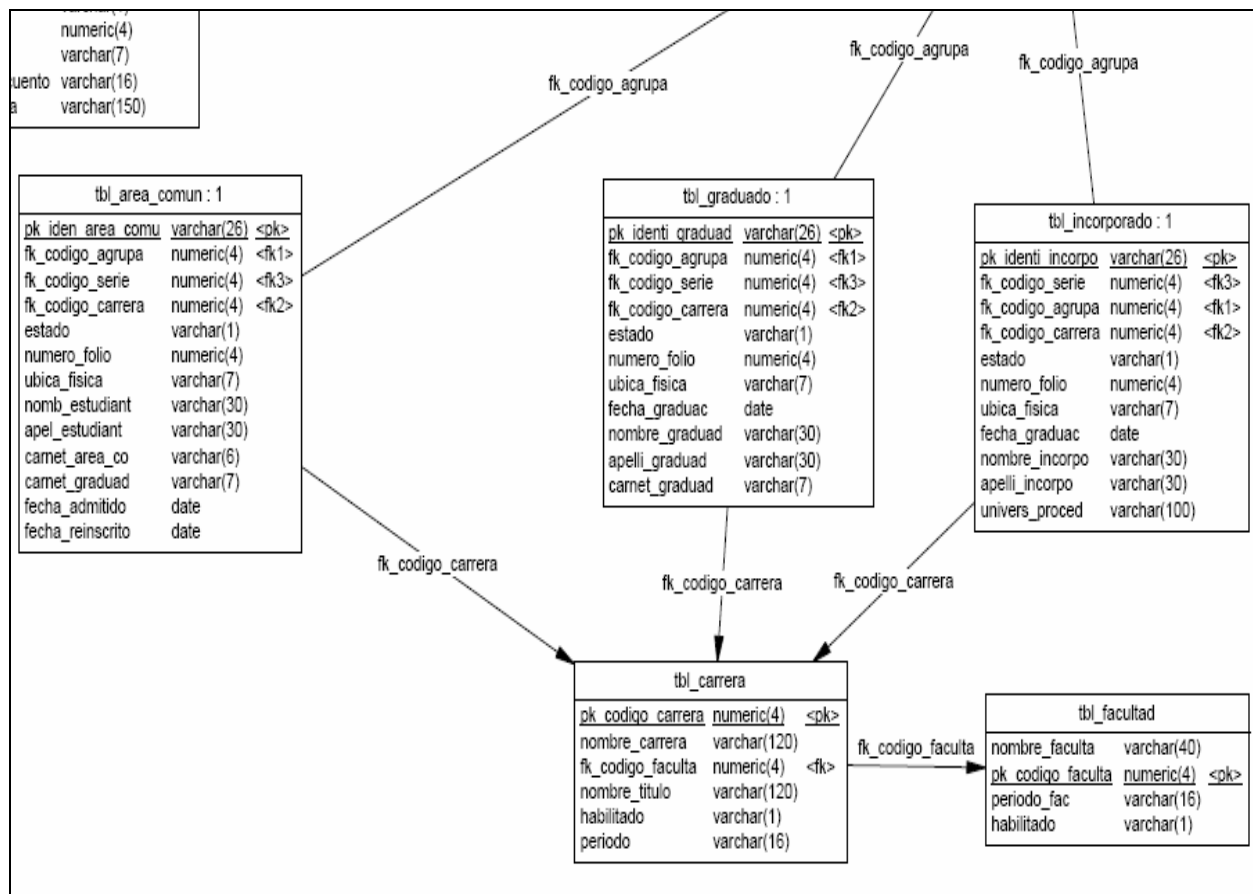 numeric(4)
varchar(7)
cuento varchar(16)
a varchar(150)
fk_codigo_agrupa
fk_codigo_agrupa
fk_codigo_agrupa
tbl_area_comun : 1
pk_iden_area_comu varchar(26) <pk>
fk_codigo_agrupa numeric(4) <fk1>
fk_codigo_serie numeric(4) <fk3>
fk_codigo_carrera numeric(4) <fk2>
estado varchar(1)
numero_folio numeric(4)
ubica_fisica varchar(7)
nomb_estudiant varchar(30)
apel_estudiant varchar(30)
carnet_area_co varchar(6)
carnet_graduad varchar(7)
fecha_admitido date
fecha_reinscrito date
tbl_graduado : 1
pk_identi_graduad varchar(26) <pk>
fk_codigo_agrupa numeric(4) <fk1>
fk_codigo_serie numeric(4) <fk3>
fk_codigo_carrera numeric(4) <fk2>
estado varchar(1)
numero_folio numeric(4)
ubica_fisica varchar(7)
fecha_graduac date
nombre_graduad varchar(30)
apelli_graduad varchar(30)
carnet_graduad varchar(7)
tbl_incorporado : 1
pk_identi_incorpo varchar(26) <pk>
fk_codigo_serie numeric(4) <fk3>
fk_codigo_agrupa numeric(4) <fk1>
fk_codigo_carrera numeric(4) <fk2>
estado varchar(1)
numero_folio numeric(4)
ubica_fisica varchar(7)
fecha_graduac date
nombre_incorpo varchar(30)
apelli_incorpo varchar(30)
univers_proced varchar(100)
fk_codigo_carrera
fk_codigo_carrera
fk_codigo_carrera
tbl_carrera
pk_codigo_carrera numeric(4) <pk>
nombre_carrera varchar(120)
fk_codigo_faculta numeric(4) <fk>
nombre_titulo varchar(120)
habilitado varchar(1)
periodo varchar(16)
fk_codigo_faculta
tbl_facultad
nombre_faculta varchar(40)
pk_codigo_faculta numeric(4) <pk>
periodo_fac varchar(16)
habilitado varchar(1)